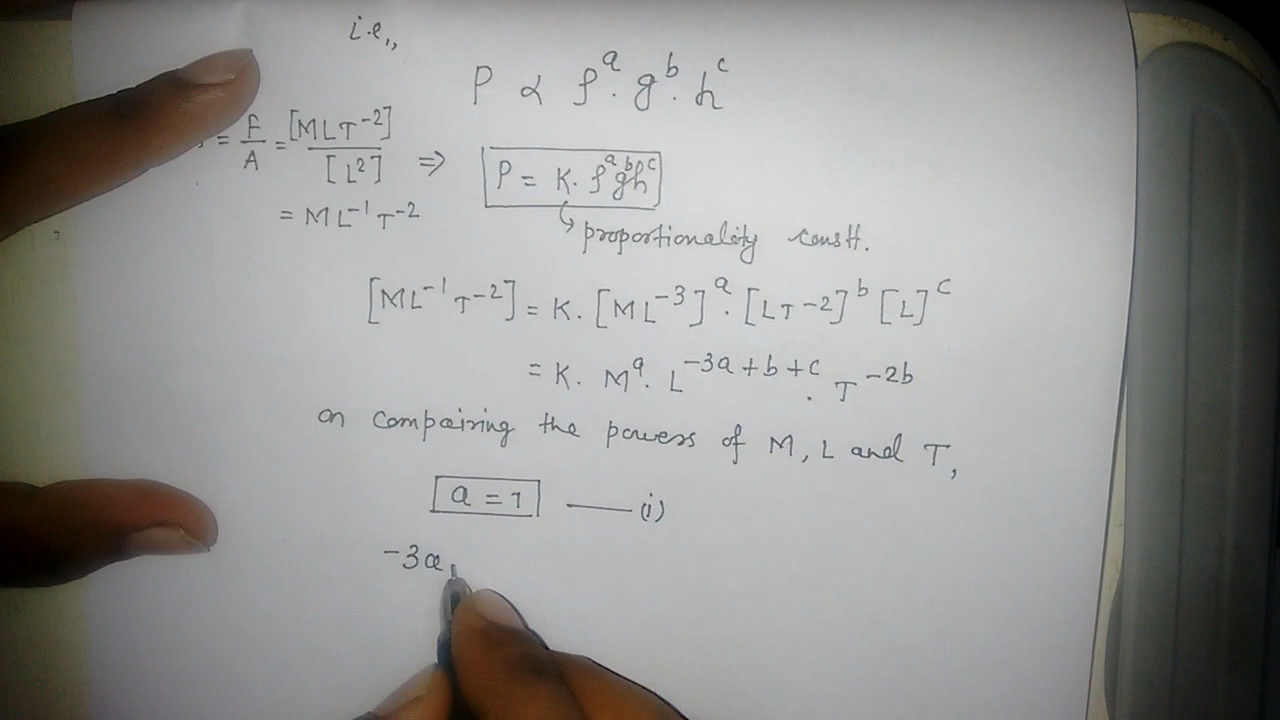 i.e,,
P ∝ ρ^a . g^b . h^c
= F/A = [MLT^-2]/[L^2] ⇒ P = K. ρ^a g^b h^c
= ML^-1 T^-2
↳ proportionality constt.
[ML^-1 T^-2] = K. [ML^-3]^a . [LT^-2]^b [L]^c
= K. M^a. L^-3a+b+c . T^-2b
on compairing the powers of M, L and T,
a = 1 —— (i)
-3a